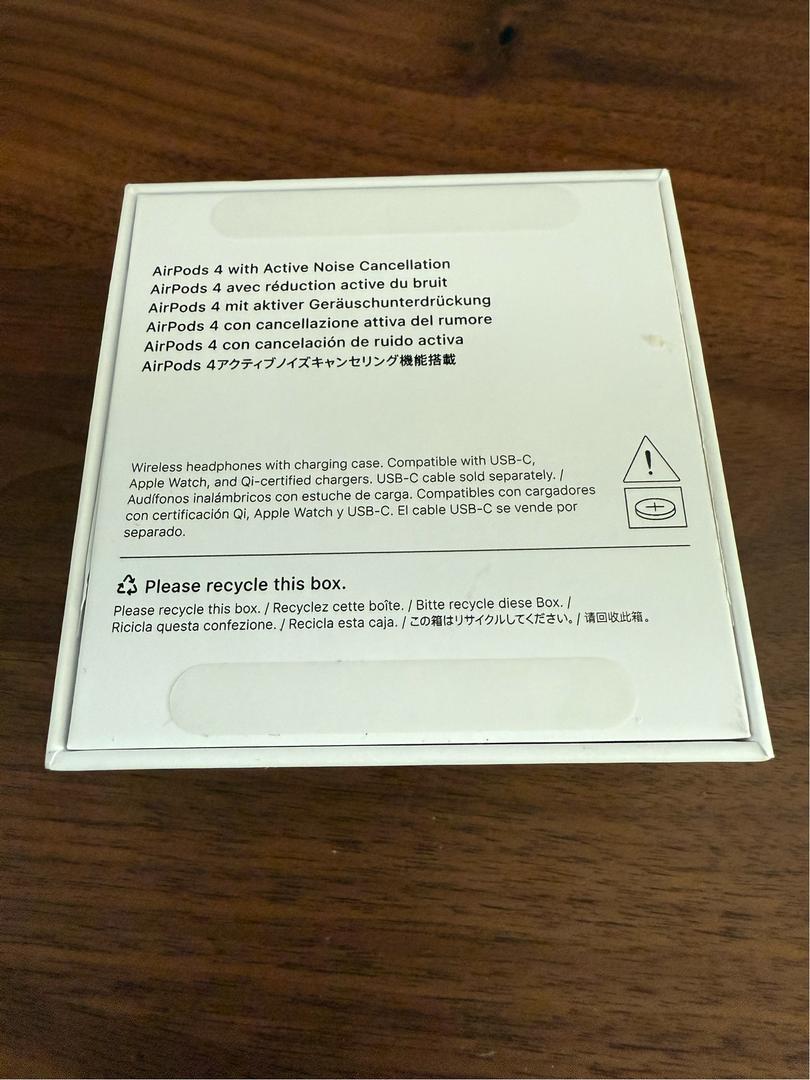 AirPods 4 with Active Noise Cancellation
AirPods 4 avec réduction active du bruit
AirPods 4 mit aktiver Geräuschunterdrückung
AirPods 4 con cancellazione attiva del rumore
AirPods 4 con cancelación de ruido activa
AirPods 4アクティブノイズキャンセリング機能搭載
Wireless headphones with charging case. Compatible with USB-C,
Apple Watch, and Qi-certified chargers. USB-C cable sold separately. /
Audífonos inalámbricos con estuche de carga. Compatibles con cargadores
con certificación Qi, Apple Watch y USB-C. El cable USB-C se vende por
separado.
Please recycle this box.
Please recycle this box. / Recyclez cette boîte. / Bitte recycle diese Box. /
Ricicla questa confezione. / Recicla esta caja. / この箱はリサイクルしてください。/ 请回收此箱。